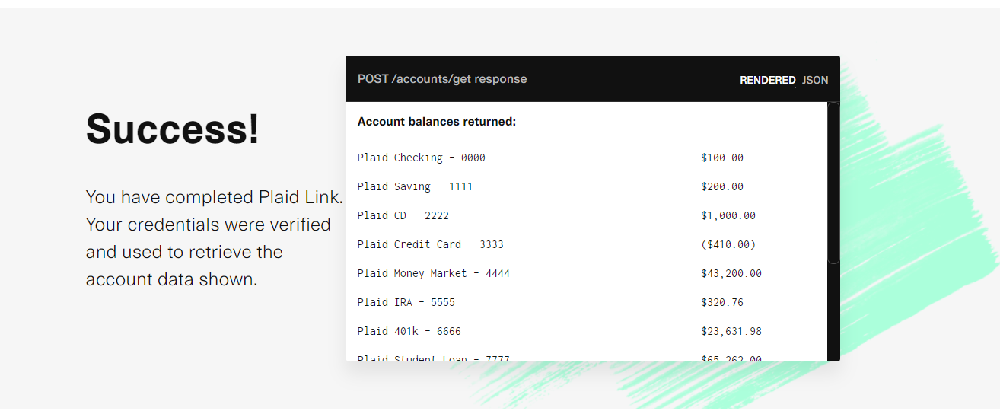 Success!
You have completed Plaid Link.
Your credentials were verified
and used to retrieve the
account data shown.
POST /accounts/get response
RENDERED JSON
Account balances returned:
Plaid Checking - 0000 $100.00
Plaid Saving - 1111 $200.00
Plaid CD - 2222 $1,000.00
Plaid Credit Card - 3333 ($410.00)
Plaid Money Market - 4444 $43,200.00
Plaid IRA - 5555 $320.76
Plaid 401k - 6666 $23,631.98
Plaid Student Loan - 7777 $65,262.00